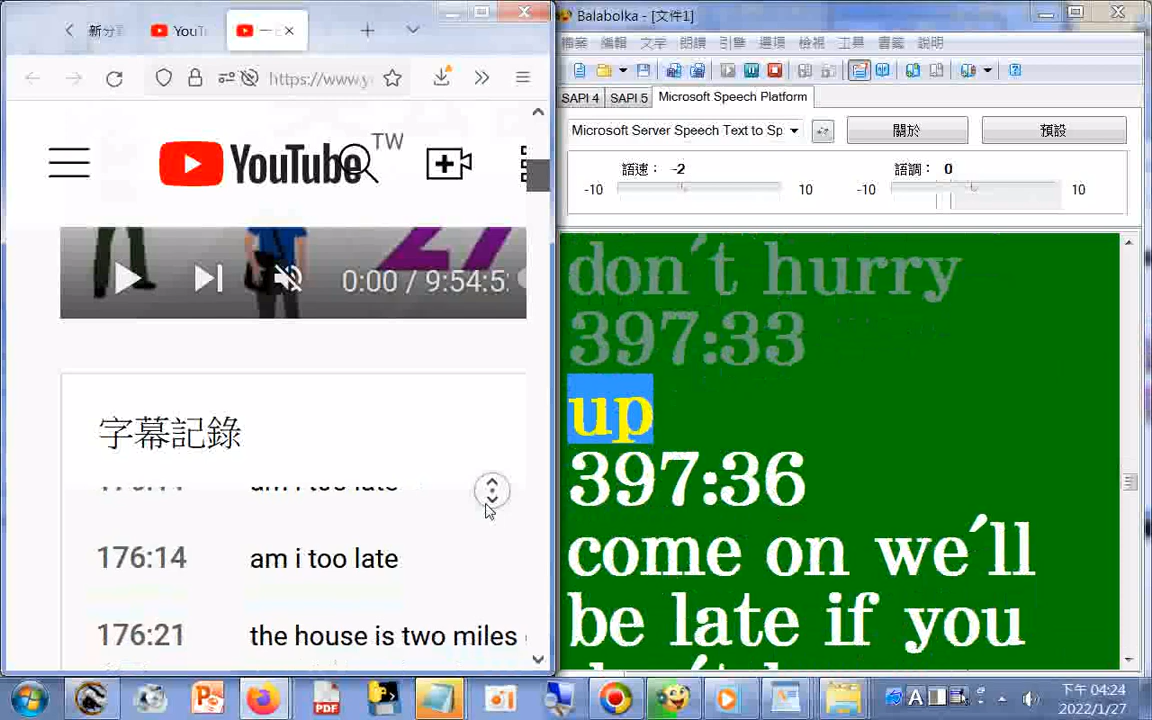 YouT
https://www.y
TW
YouTube
0:00 / 9:54:5
字幕記錄
am i too late
176:14 am i too late
176:21 the house is two miles
Balabolka - [文件1]
檔案 編輯 文字 朗讀 引擎 選項 檢視 工具 書籤 說明
SAPI 4 SAPI 5 Microsoft Speech Platform
Microsoft Server Speech Text to Sp
關於 預設
語速： -2 語調： 0
-10 10 -10 10
don't hurry
397:33
up
397:36
come on we'll
be late if you
PDF
A
下午 04:24
2022/1/27